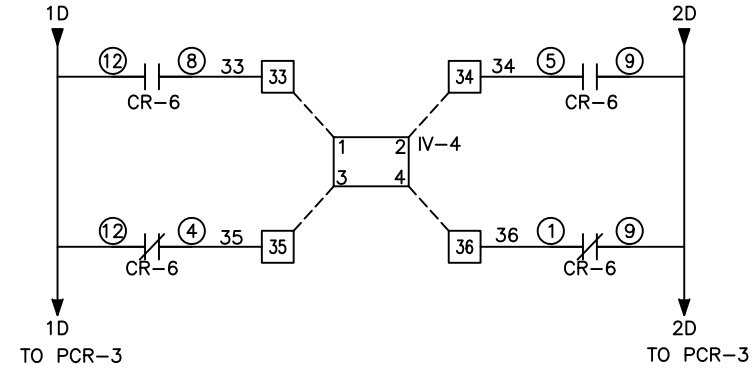 1D 2D
12 8 33 33 34 34 5 9
CR-6 CR-6
1 2 IV-4
3 4
12 4 35 35 36 36 1 9
CR-6 CR-6
1D 2D
TO PCR-3 TO PCR-3